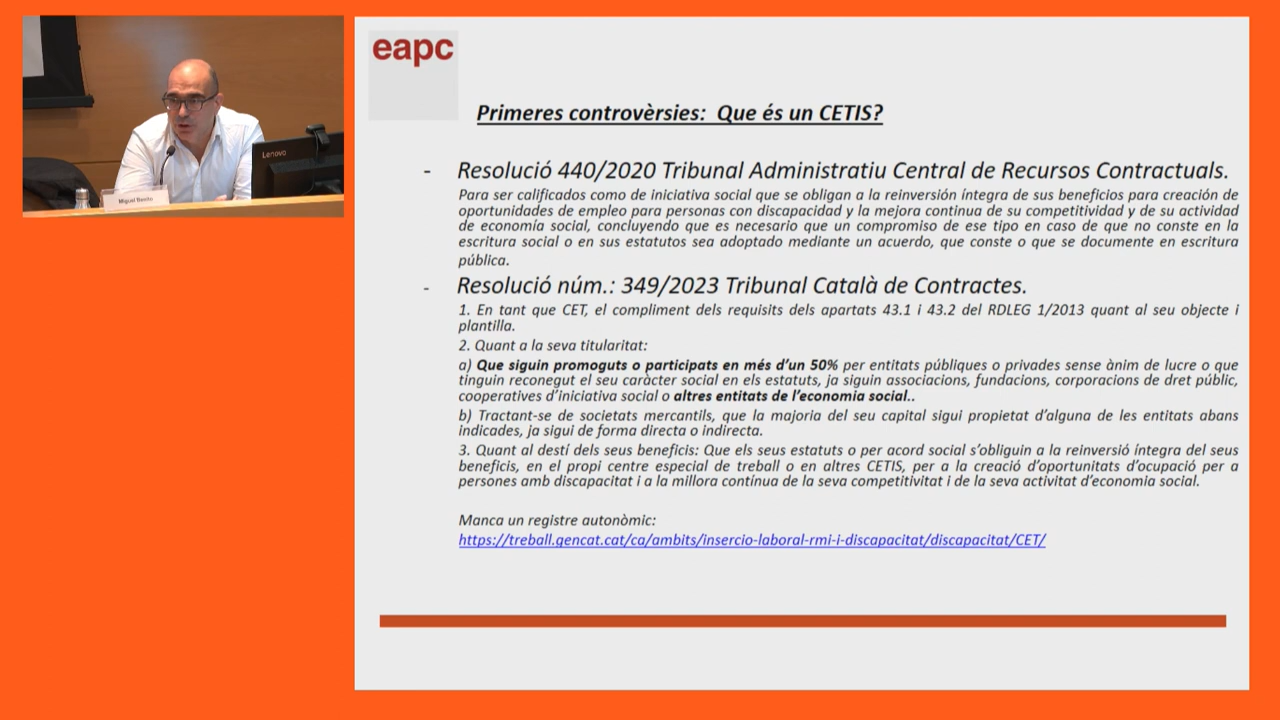 eapc
Primeres controvèrsies: Que és un CETIS?
- Resolució 440/2020 Tribunal Administratiu Central de Recursos Contractuals.
Para ser calificados como de iniciativa social que se obligan a la reinversión íntegra de sus beneficios para creación de
oportunidades de empleo para personas con discapacidad y la mejora continua de su competitividad y de su actividad
de economía social, concluyendo que es necesario que un compromiso de ese tipo en caso de que no conste en la
escritura social o en sus estatutos sea adoptado mediante un acuerdo, que conste o que se documente en escritura
pública.
- Resolució núm.: 349/2023 Tribunal Català de Contractes.
1. En tant que CET, el compliment dels requisits dels apartats 43.1 i 43.2 del RDLEG 1/2013 quant al seu objecte i
plantilla.
2. Quant a la seva titularitat:
a) Que siguin promoguts o participats en més d'un 50% per entitats públiques o privades sense ànim de lucre o que
tinguin reconegut el seu caràcter social en els estatuts, ja siguin associacions, fundacions, corporacions de dret públic,
cooperatives d'iniciativa social o altres entitats de l'economia social..
b) Tractant-se de societats mercantils, que la majoria del seu capital sigui propietat d'alguna de les entitats abans
indicades, ja sigui de forma directa o indirecta.
3. Quant al destí dels seus beneficis: Que els seus estatuts o per acord social s'obliguin a la reinversió íntegra del seus
beneficis, en el propi centre especial de treball o en altres CETIS, per a la creació d'oportunitats d'ocupació per a
persones amb discapacitat i a la millora contínua de la seva competitivitat i de la seva activitat d'economia social.
Manca un registre autonòmic:
https://treball.gencat.cat/ca/ambits/insercio-laboral-rmi-i-discapacitat/discapacitat/CET/
Lenovo
Miguel Benito